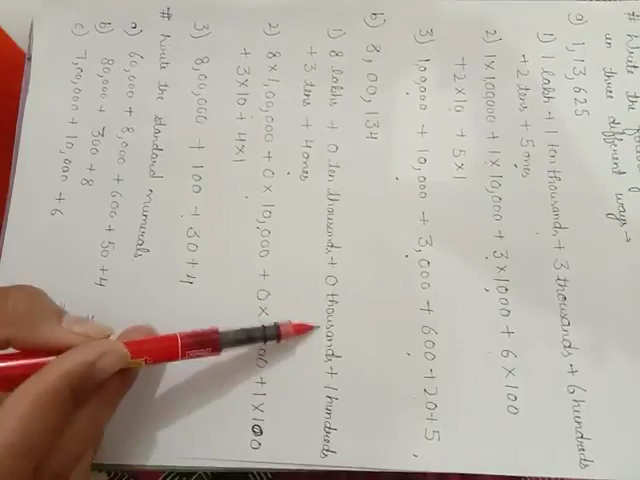 # Write the
in three different ways →
a) 1,13,625
1) 1 lakh + 1 ten thousands + 3 thousands + 6 hundreds
+ 2 tens + 5 ones
2) 1×1,00000 + 1×10,000 + 3×1000 + 6×100
+2×10 + 5×1
3) 1,00,000 + 10,000 + 3,000 + 600 + 20+5,
b) 8,00,134
1) 8 lakhs + 0 ten thousands + 0 thousands + 1 hundreds
+ 3 tens + 4 ones
2) 8×1,00,000 + 0×10,000 + 0× 00 + 1×100
+ 3×10 + 4×1
3) 8,00,000 + 100 + 30 + 4
# Write the standard numerals.
a) 60,000 + 8,000 + 600 + 50 + 4
b) 80,000 + 300 + 8
c) 7,00,000 + 10,000 + 6